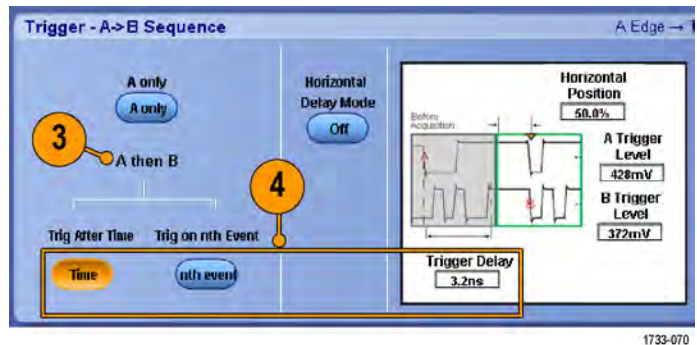 Trigger - A->B Sequence
A Edge →
A only
A only
Horizontal
Delay Mode
Off
3
A then B
4
Trig After Time
Trig on nth Event
Time
nth event
Horizontal
Position
50.0%
Before
Acquisition
A
B
A Trigger
Level
428mV
B Trigger
Level
372mV
Trigger Delay
3.2ns
1733-070